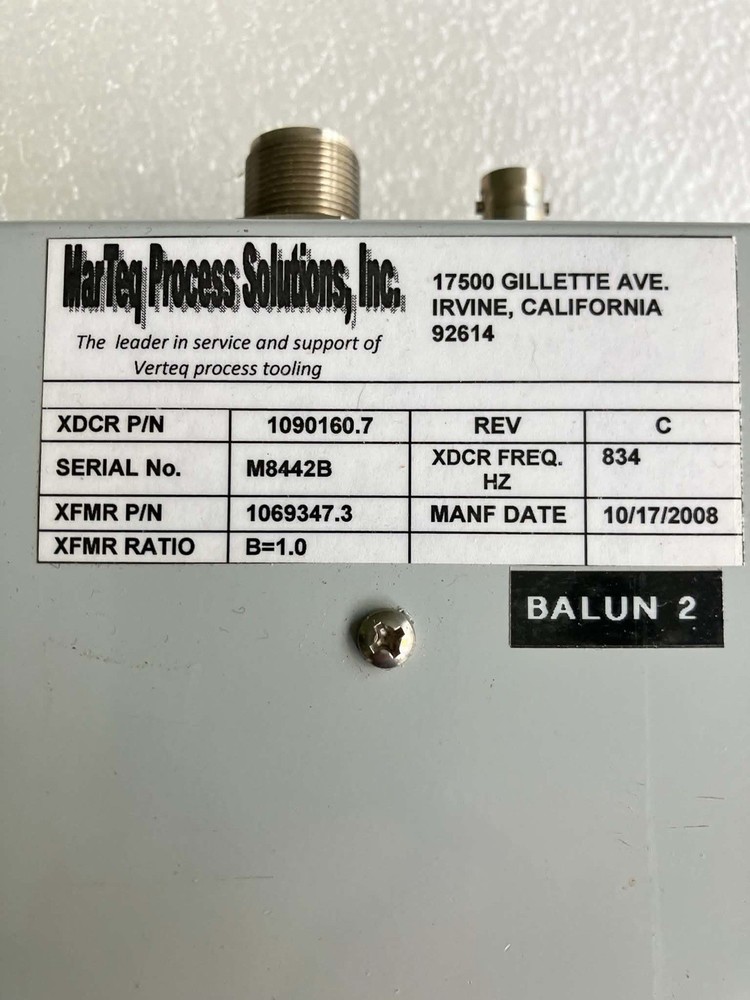 MarTeq Process Solutions, Inc.
The leader in service and support of
Verteq process tooling
17500 GILLETTE AVE.
IRVINE, CALIFORNIA
92614
XDCR P/N 1090160.7 REV C
SERIAL No. M8442B XDCR FREQ. HZ 834
XFMR P/N 1069347.3 MANF DATE 10/17/2008
XFMR RATIO B=1.0
BALUN 2